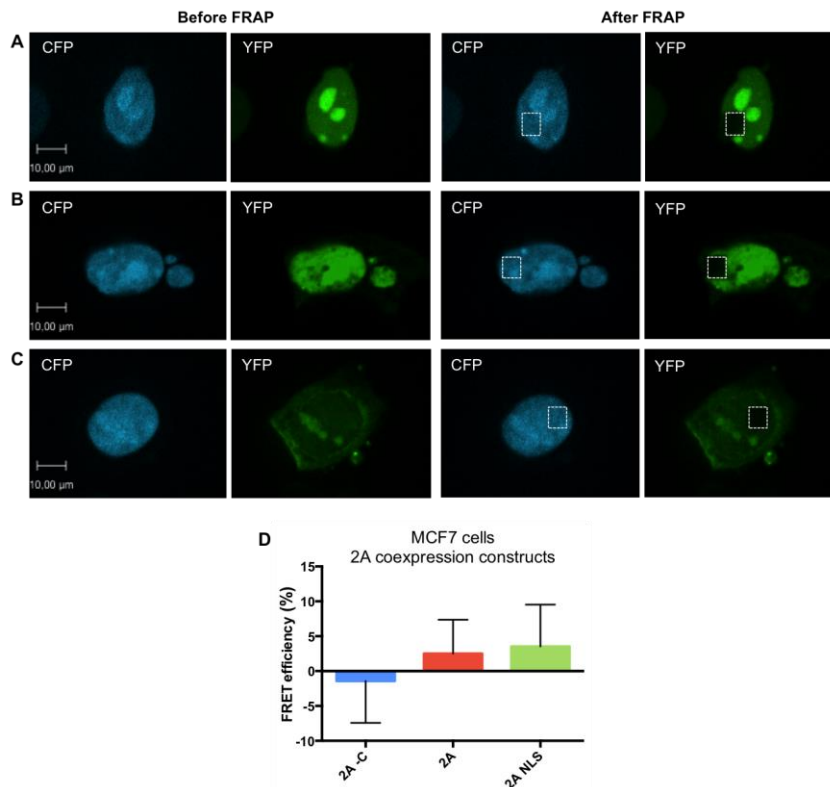 Before FRAP After FRAP
A CFP YFP CFP YFP
10,00 µm
B CFP YFP CFP YFP
10,00 µm
C CFP YFP CFP YFP
10,00 µm
D MCF7 cells
2A coexpression constructs
FRET efficiency (%)
15
10
5
0
-5
-10
2A -C 2A 2A NLS